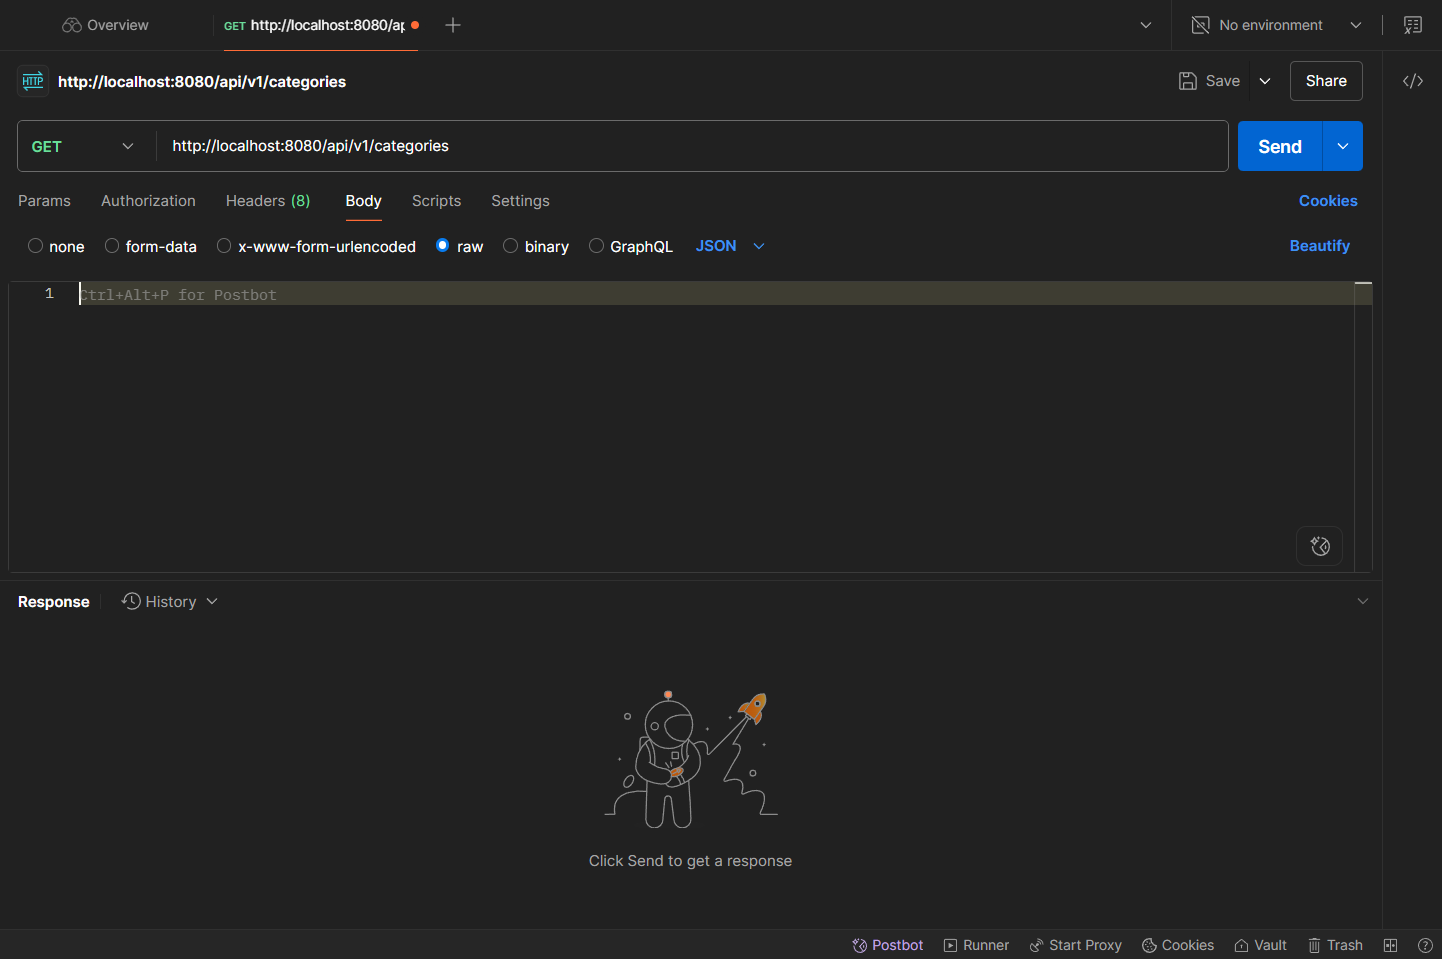 Overview
GET http://localhost:8080/ap
No environment
HTTP http://localhost:8080/api/v1/categories
Save
Share
GET
http://localhost:8080/api/v1/categories
Send
Params
Authorization
Headers (8)
Body
Scripts
Settings
Cookies
none
form-data
x-www-form-urlencoded
raw
binary
GraphQL
JSON
Beautify
1
Ctrl+Alt+P for Postbot
Response
History
Click Send to get a response
Postbot
Runner
Start Proxy
Cookies
Vault
Trash